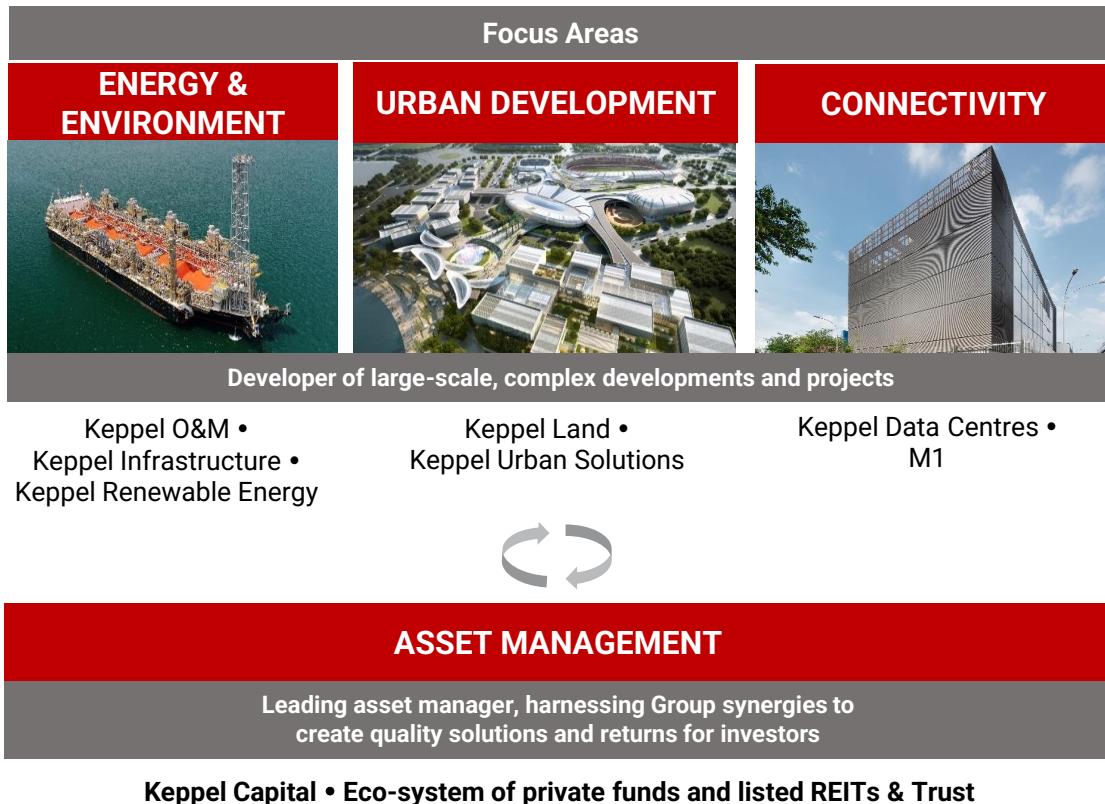 Focus Areas
ENERGY &
ENVIRONMENT
URBAN DEVELOPMENT
CONNECTIVITY
Developer of large-scale, complex developments and projects
Keppel O&M •
Keppel Infrastructure •
Keppel Renewable Energy
Keppel Land •
Keppel Urban Solutions
Keppel Data Centres •
M1
ASSET MANAGEMENT
Leading asset manager, harnessing Group synergies to
create quality solutions and returns for investors
Keppel Capital • Eco-system of private funds and listed REITs & Trust